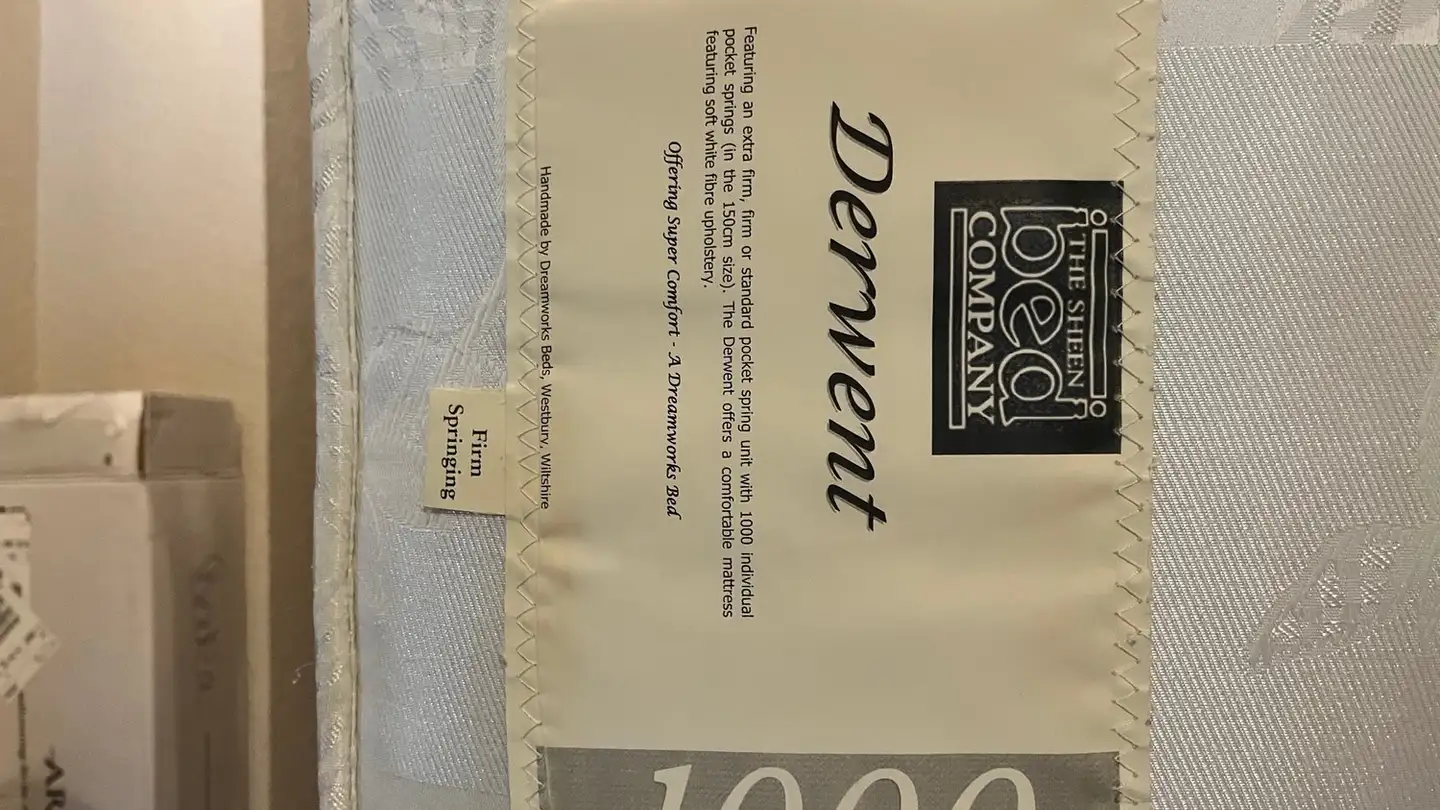 THE SHEEN
bed
COMPANY
Derwent
Featuring an extra firm, firm or standard pocket spring unit with 1000 individual
pocket springs (in the 150cm size). The Derwent offers a comfortable mattress
featuring soft white fibre upholstery.
Offering Super Comfort - A Dreamworks Bed
Handmade by Dreamworks Beds, Westbury, Wiltshire
Firm
Springing
1000
AR